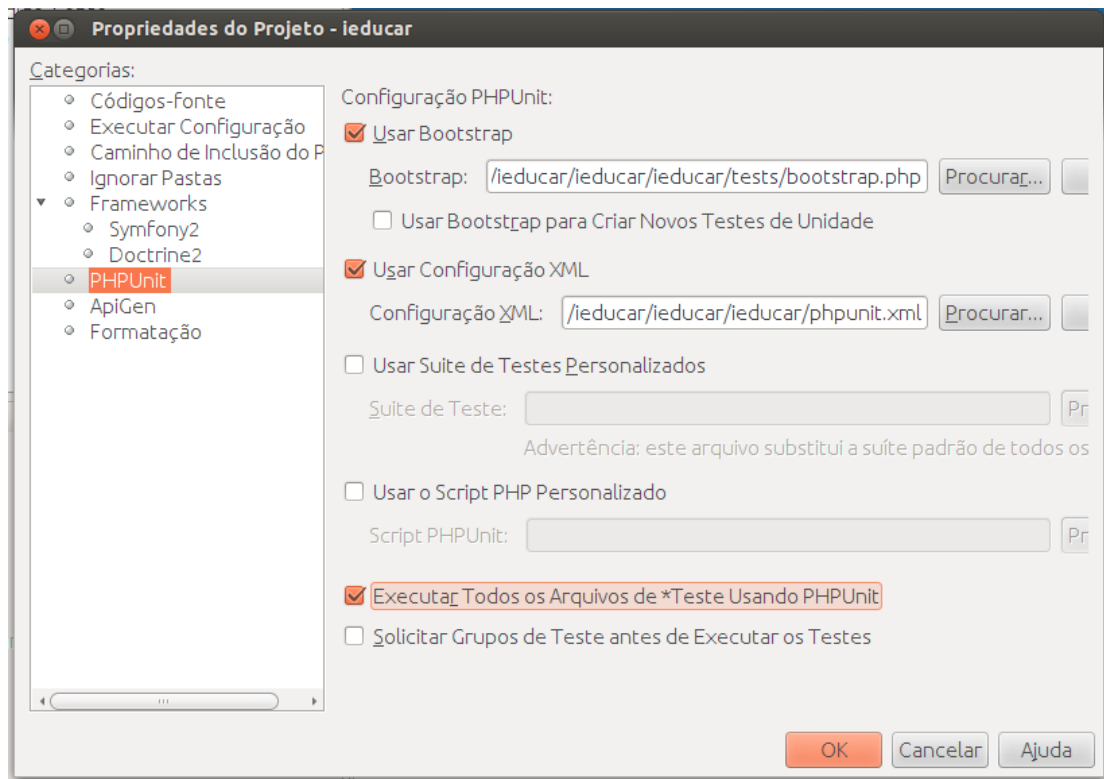 Propriedades do Projeto - ieducar
Categorias:
Códigos-fonte
Executar Configuração
Caminho de Inclusão do P
Ignorar Pastas
Frameworks
Symfony2
Doctrine2
PHPUnit
ApiGen
Formatação
Configuração PHPUnit:
Usar Bootstrap
Bootstrap: /ieducar/ieducar/ieducar/tests/bootstrap.php Procurar...
Usar Bootstrap para Criar Novos Testes de Unidade
Usar Configuração XML
Configuração XML: /ieducar/ieducar/ieducar/phpunit.xml Procurar...
Usar Suite de Testes Personalizados
Suite de Teste: Pr
Advertência: este arquivo substitui a suíte padrão de todos os
Usar o Script PHP Personalizado
Script PHPUnit: Pr
Executar Todos os Arquivos de *Teste Usando PHPUnit
Solicitar Grupos de Teste antes de Executar os Testes
OK Cancelar Ajuda